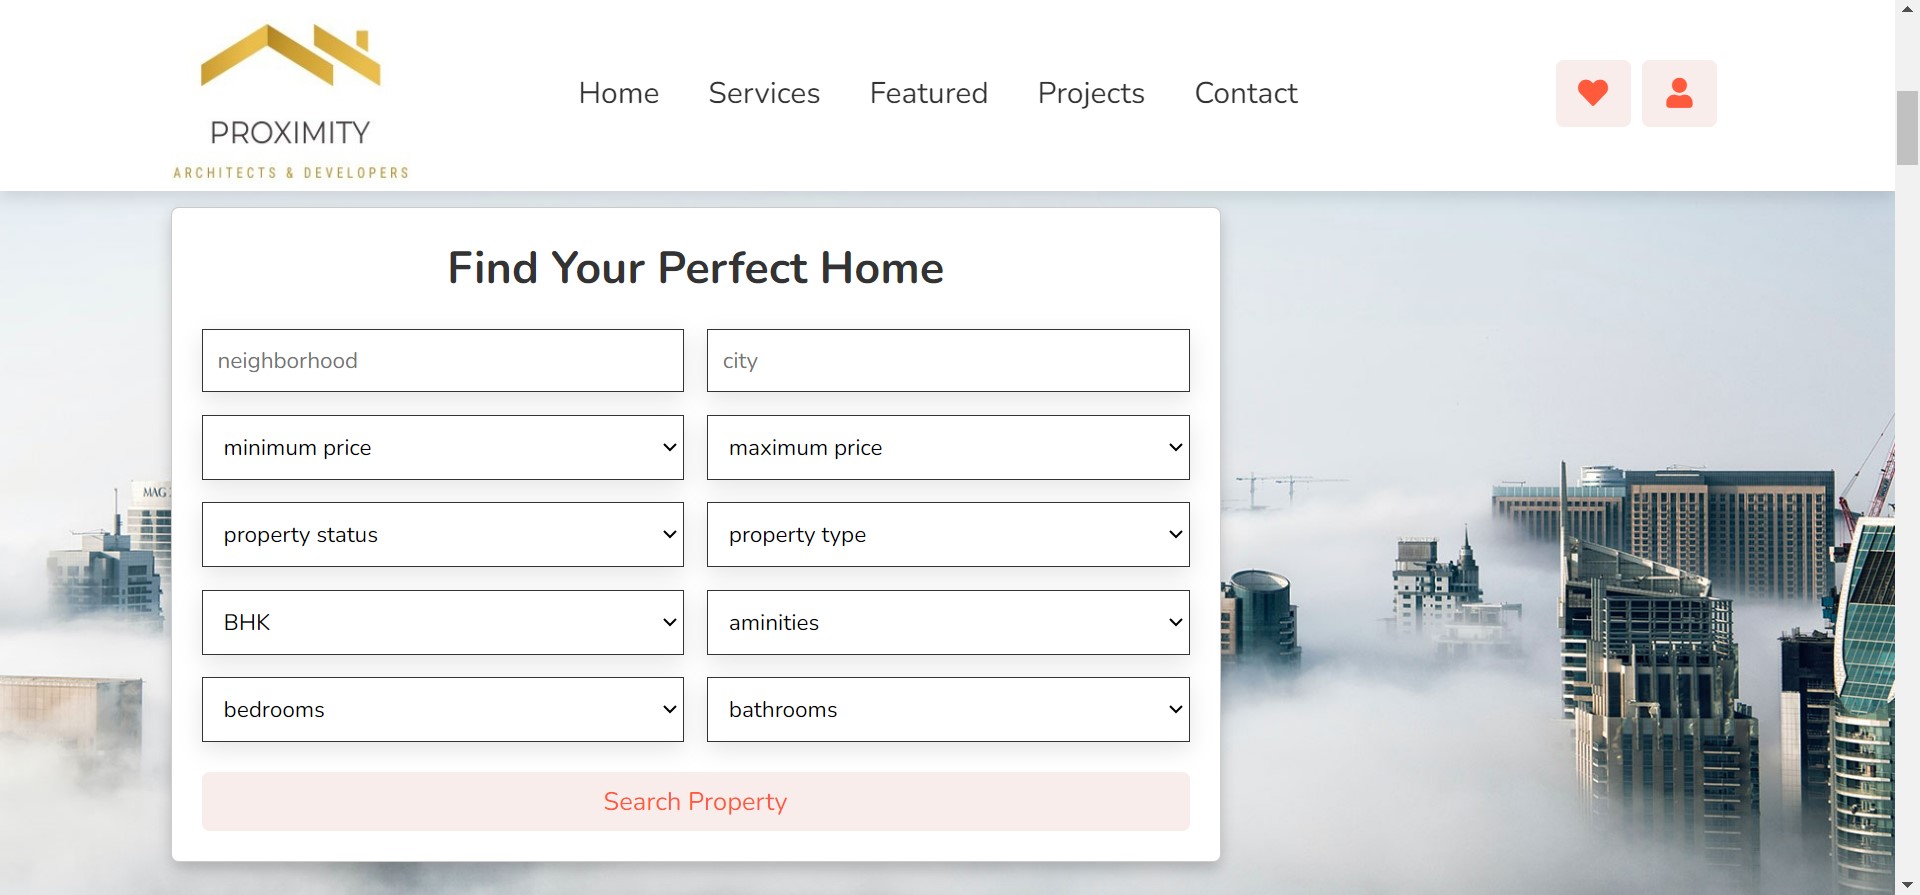 PROXIMITY
ARCHITECTS & DEVELOPERS
Home Services Featured Projects Contact
Find Your Perfect Home
neighborhood city
minimum price maximum price
property status property type
BHK aminities
bedrooms bathrooms
Search Property
MAG